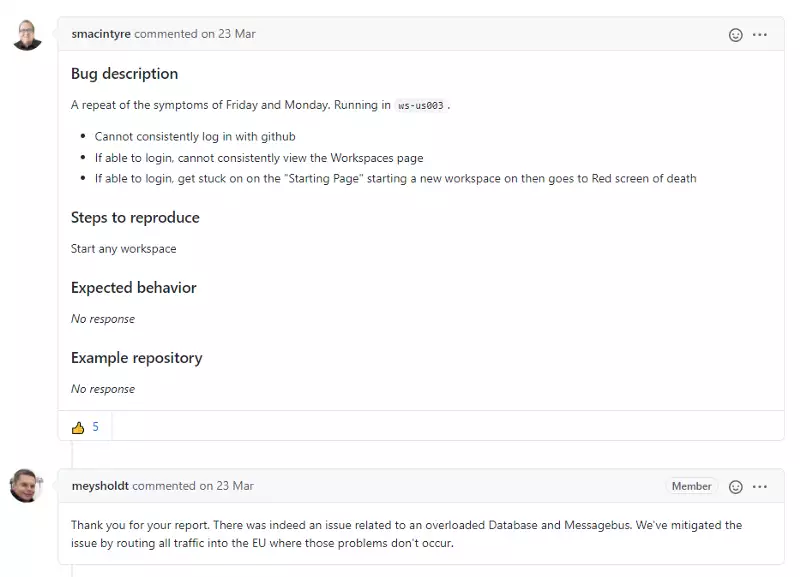 smacintyre commented on 23 Mar
Bug description
A repeat of the symptoms of Friday and Monday. Running in ws-us003 .
Cannot consistently log in with github
If able to login, cannot consistently view the Workspaces page
If able to login, get stuck on on the "Starting Page" starting a new workspace on then goes to Red screen of death
Steps to reproduce
Start any workspace
Expected behavior
No response
Example repository
No response
5
meysholdt commented on 23 Mar Member
Thank you for your report. There was indeed an issue related to an overloaded Database and Messagebus. We've mitigated the
issue by routing all traffic into the EU where those problems don't occur.